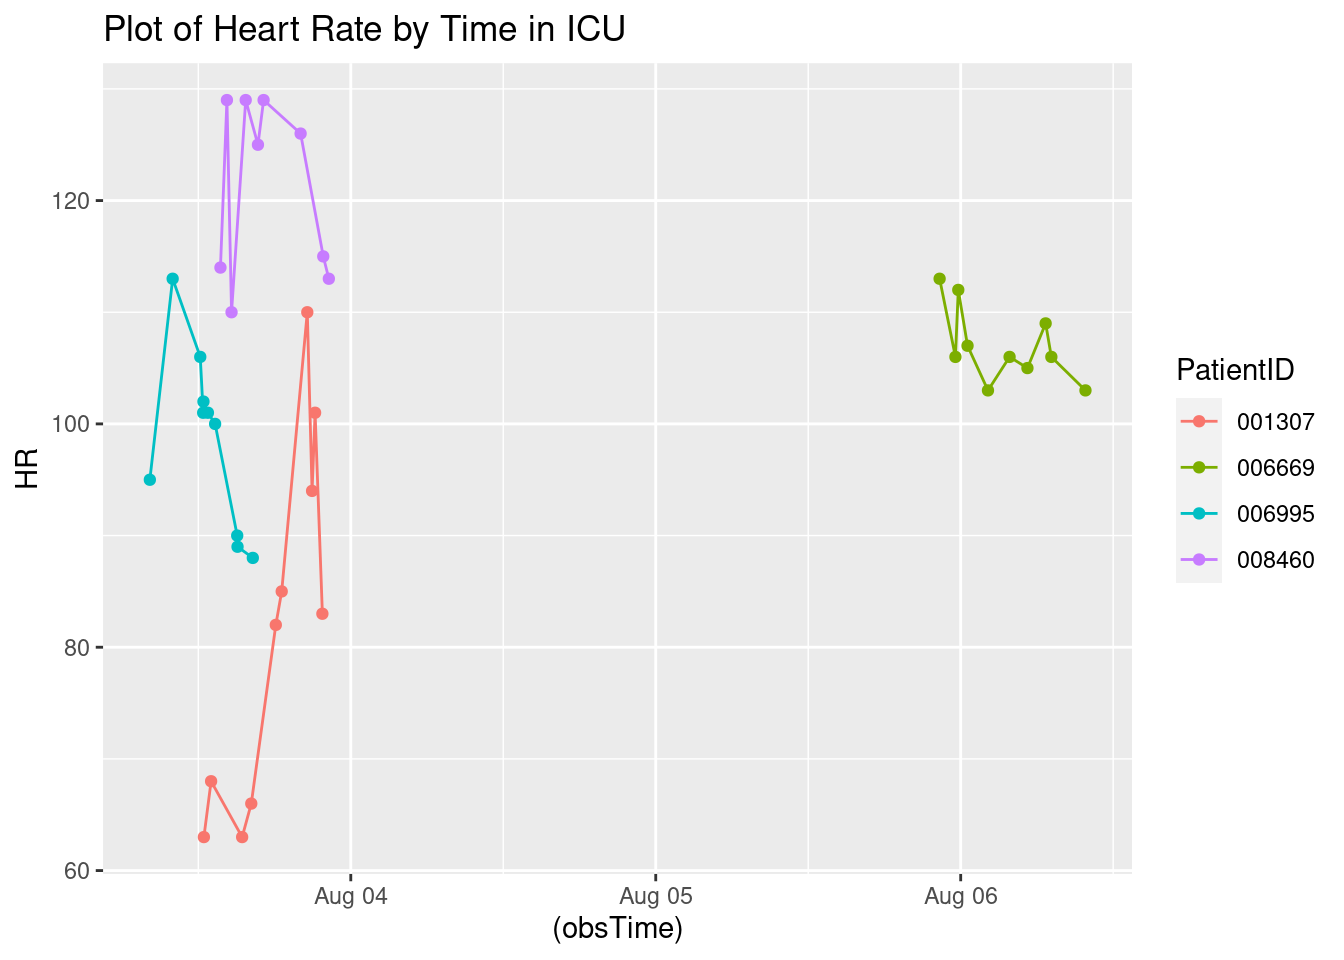 Plot of Heart Rate by Time in ICU
120
100
80
60
HR
Aug 04
Aug 05
Aug 06
(obsTime)
PatientID
001307
006669
006995
008460